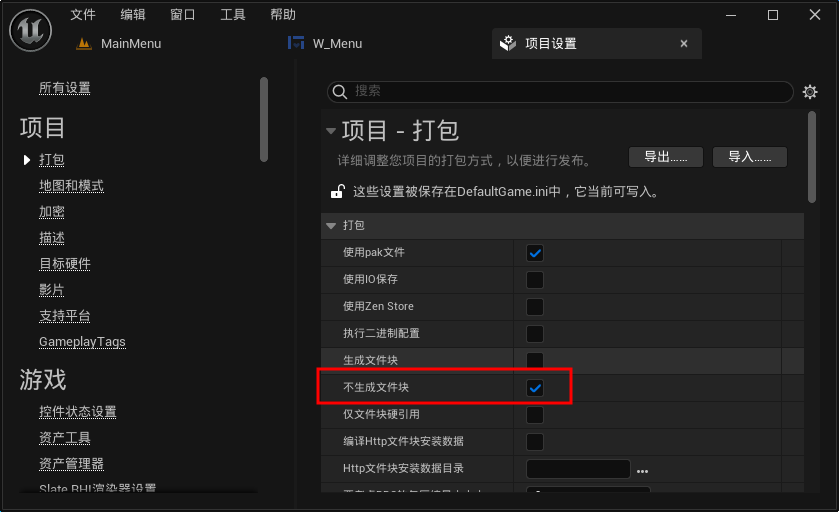 文件 编辑 窗口 工具 帮助
MainMenu W_Menu 项目设置
所有设置
项目
打包
地图和模式
加密
描述
目标硬件
影片
支持平台
GameplayTags
游戏
控件状态设置
资产工具
资产管理器
Slate RHI渲染器设置
搜索
项目 - 打包
详细调整您项目的打包方式，以便进行发布。
导出...... 导入......
这些设置被保存在DefaultGame.ini中，它当前可写入。
打包
使用pak文件
使用IO保存
使用Zen Store
执行二进制配置
生成文件块
不生成文件块
仅文件块硬引用
编译Http文件块安装数据
Http文件块安装数据目录